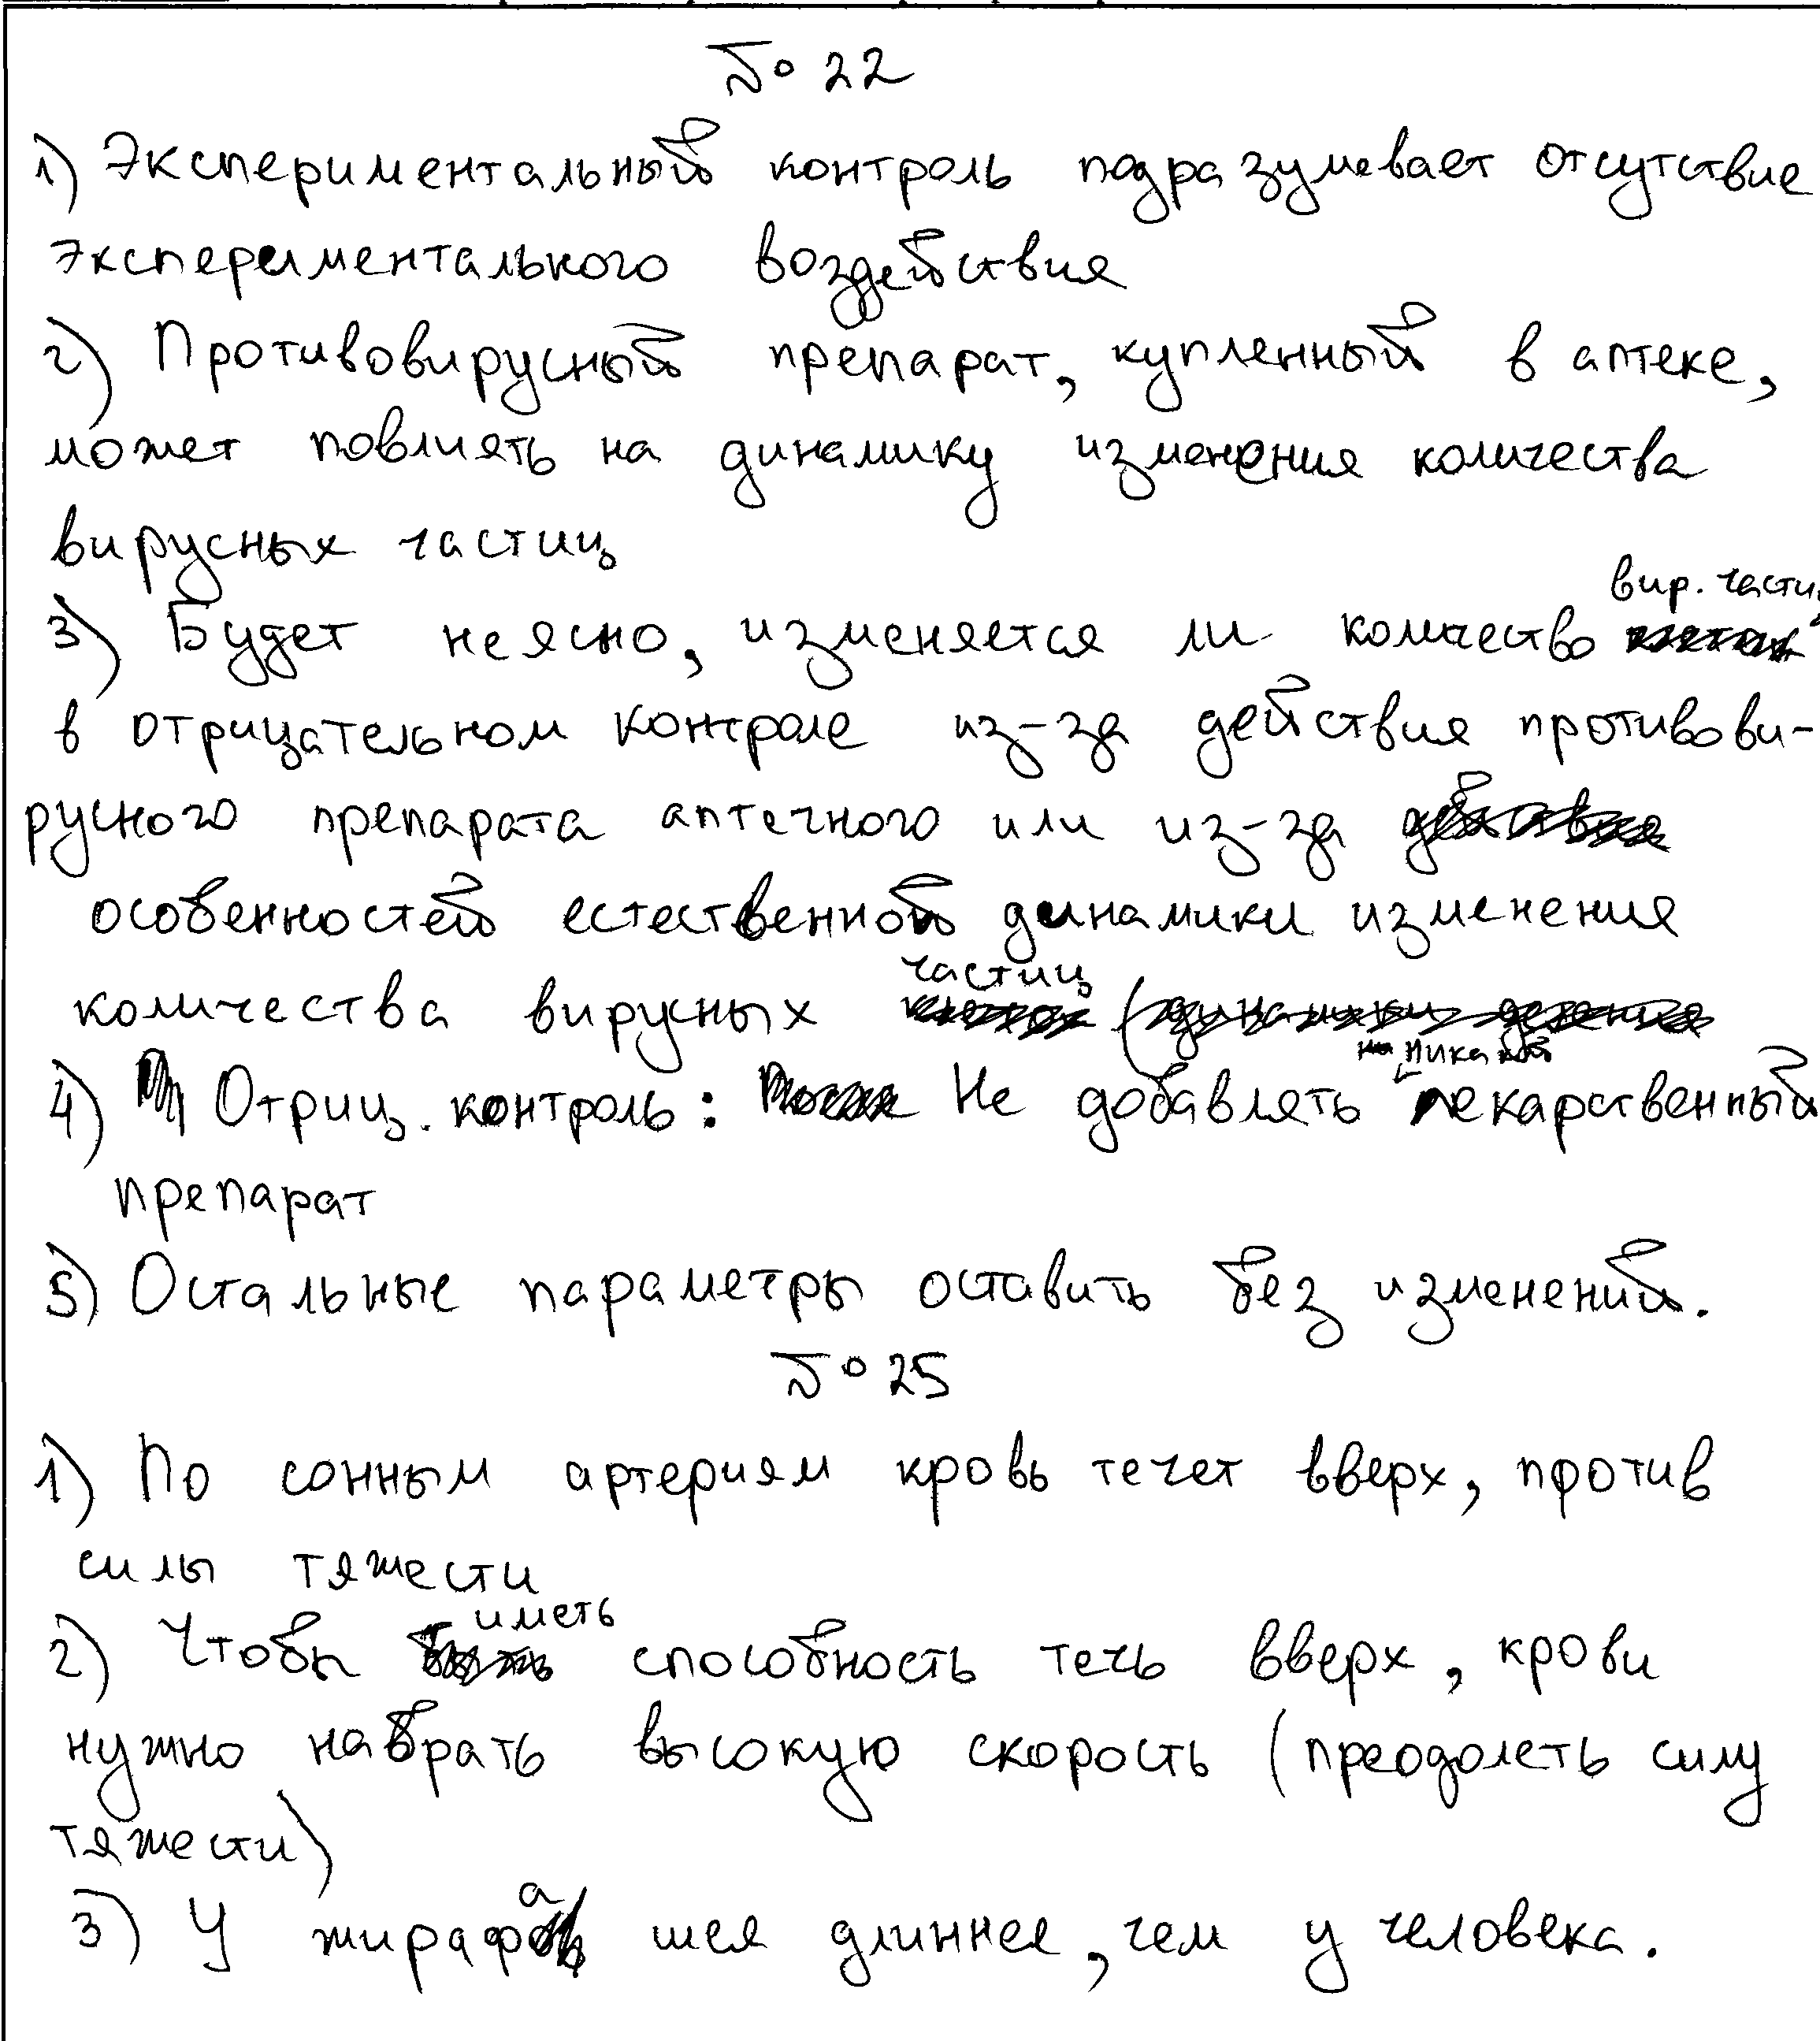 № 22
1) Экспериментальный контроль подразумевает отсутствие
экспериментального воздействия
2) Противовирусный препарат, купленный в аптеке,
может повлиять на динамику изменения количества
вирусных частиц
3) Будет неясно, изменяется ли количество вир. частиц
в отрицательном контроле из-за действия противови-
русного препарата аптечного или из-за
особенностей естественной динамики изменения
количества вирусных частиц
4) Отриц. контроль: Не добавлять никакой лекарственный
препарат
5) Остальные параметры оставить без изменений.
№ 25
1) По сонным артериям кровь течет вверх, против
силы тяжести
2) Чтобы иметь способность течь вверх, крови
нужно набрать высокую скорость (преодолеть силу
тяжести)
3) У жирафа шея длиннее, чем у человека.